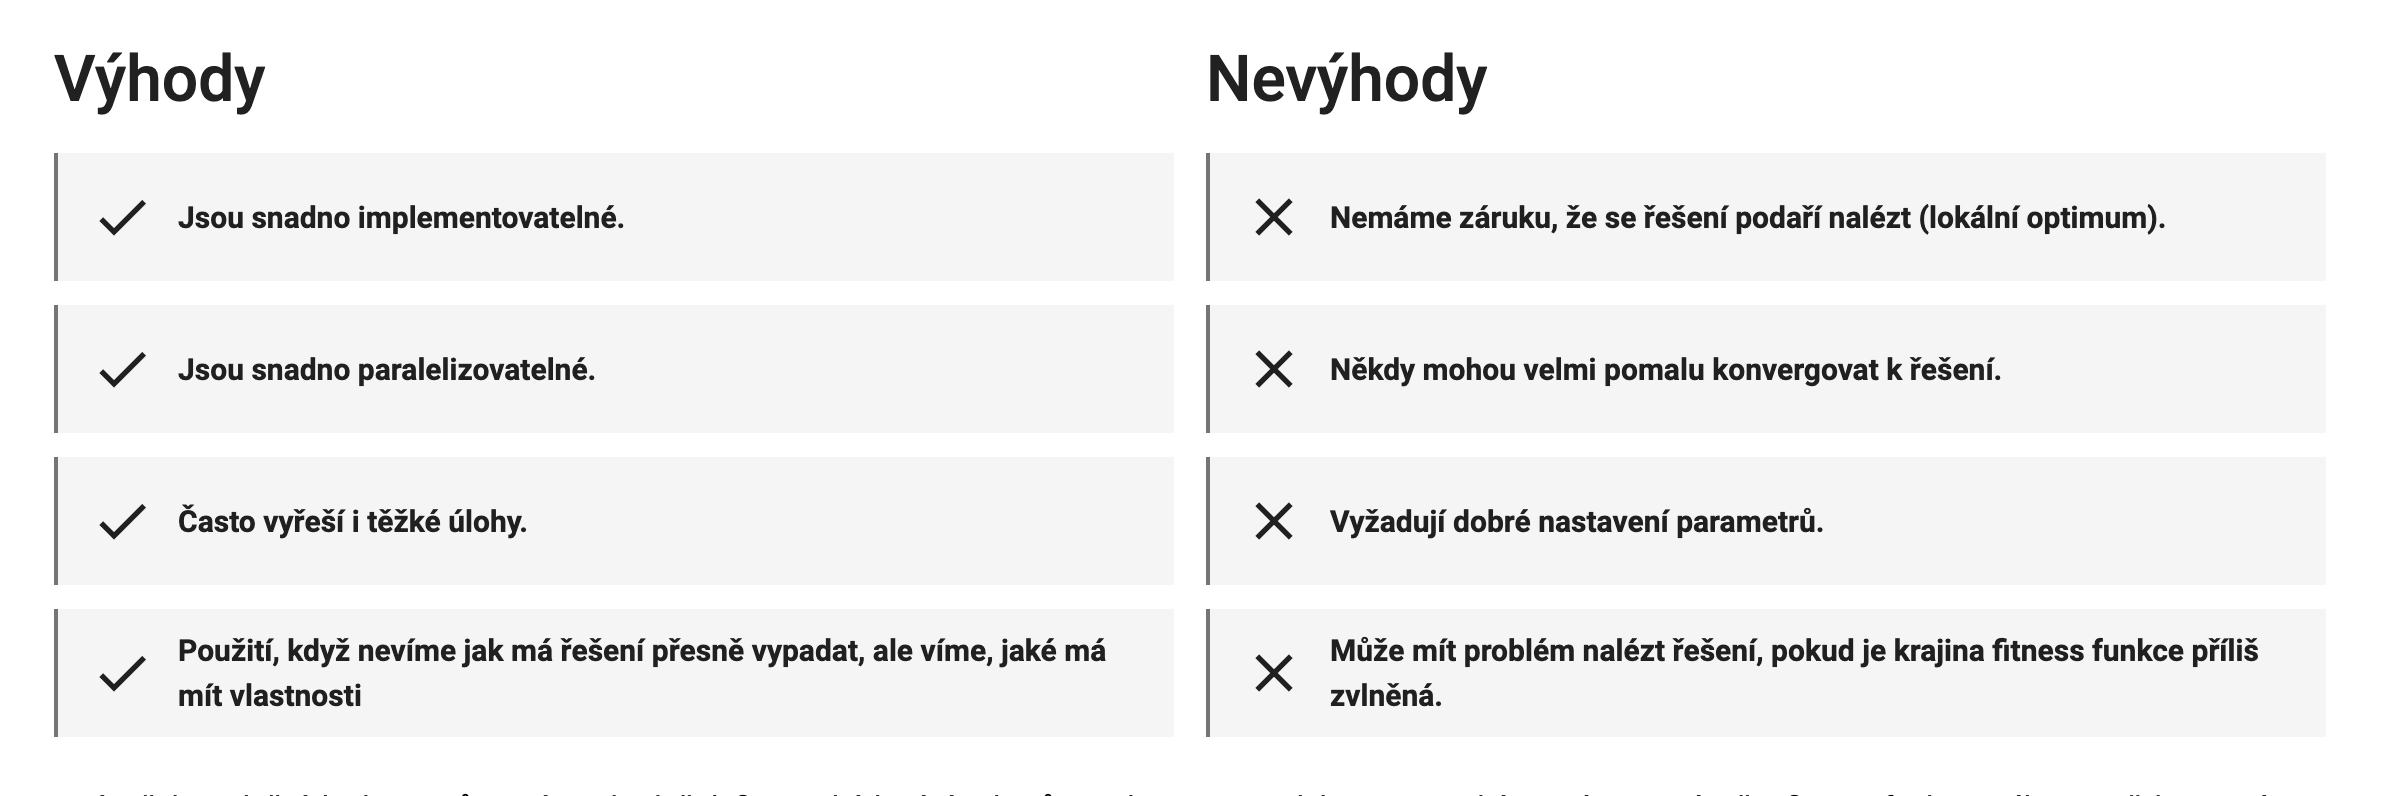 Výhody
Jsou snadno implementovatelné.
Jsou snadno paralelizovatelné.
Často vyřeší i těžké úlohy.
Použití, když nevíme jak má řešení přesně vypadat, ale víme, jaké má
mít vlastnosti
Nevýhody
Nemáme záruku, že se řešení podaří nalézt (lokální optimum).
Někdy mohou velmi pomalu konvergovat k řešení.
Vyžadují dobré nastavení parametrů.
Může mít problém nalézt řešení, pokud je krajina fitness funkce příliš
zvlněná.